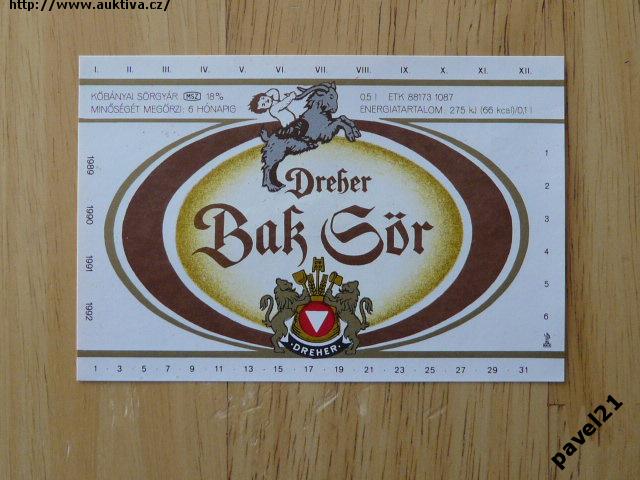 http://www.auktiva.cz/
I. II. III. IV. V. VI. VII. VIII. IX. X. XI. XII.
KŐBÁNYAI SÖRGYÁR MSZ 18%
MINŐSÉGÉT MEGŐRZI: 6 HÓNAPIG
0,5 l ETK 88173 1087
ENERGIATARTALOM: 275 kJ (66 kcal)/0,1 l
1989
1990
1991
1992
Dreher
Bak Sör
DREHER
1
2
3
4
5
6
1 · 3 · 5 · 7 · 9 · 11 · 13 · 15 · 17 · 19 · 21 · 23 · 25 · 27 · 29 · 31
pavel21